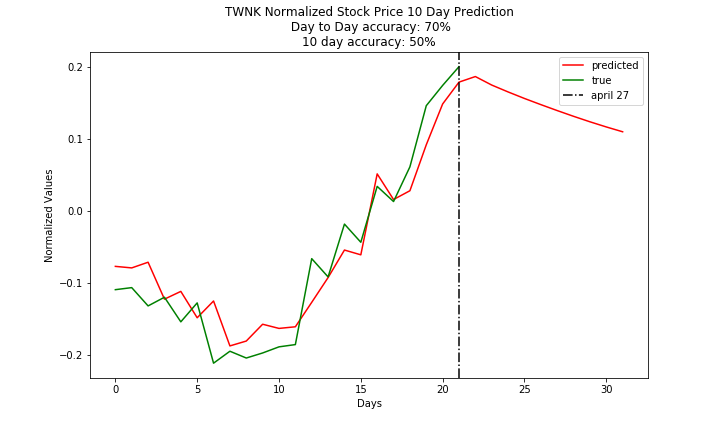 TWNK Normalized Stock Price 10 Day Prediction
Day to Day accuracy: 70%
10 day accuracy: 50%
predicted
true
april 27
0.2
0.1
0.0
−0.1
−0.2
Normalized Values
0 5 10 15 20 25 30
Days